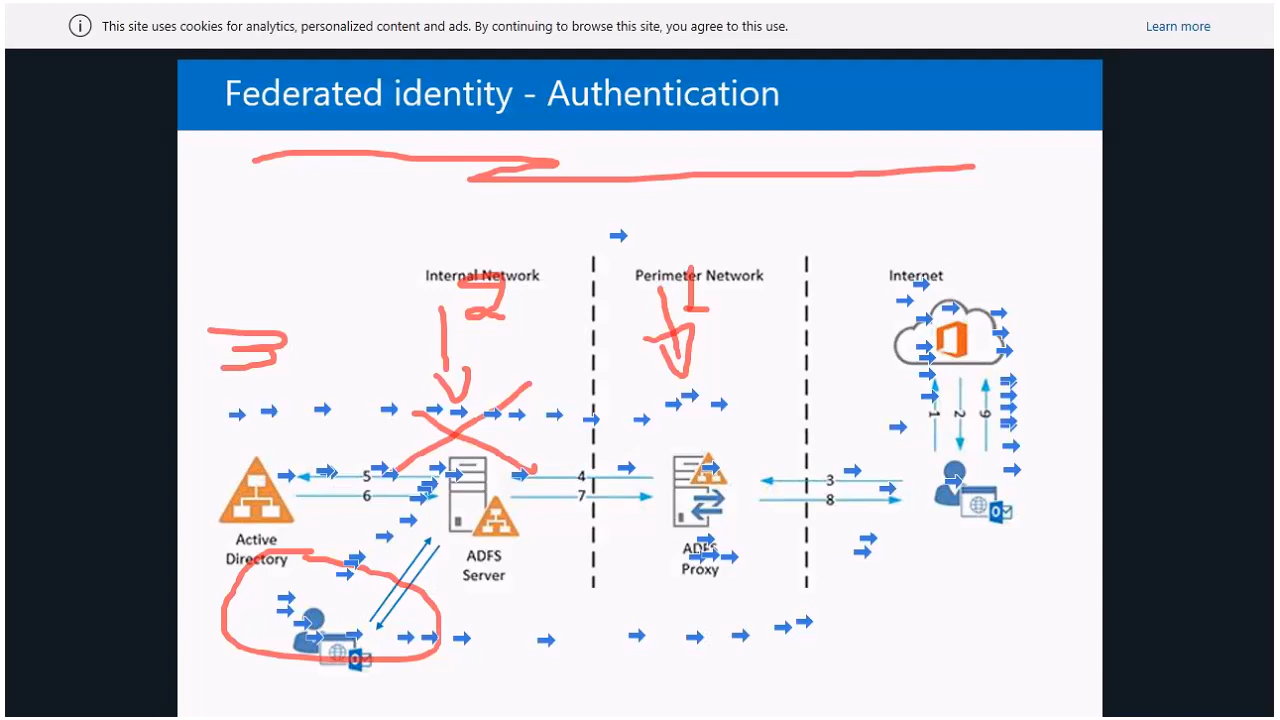 This site uses cookies for analytics, personalized content and ads. By continuing to browse this site, you agree to this use.
Learn more
Federated identity - Authentication
Internal Network
Perimeter Network
Internet
2
1
3
1
2
9
5
4
3
6
7
8
Active
Directory
ADFS
Server
ADFS
Proxy